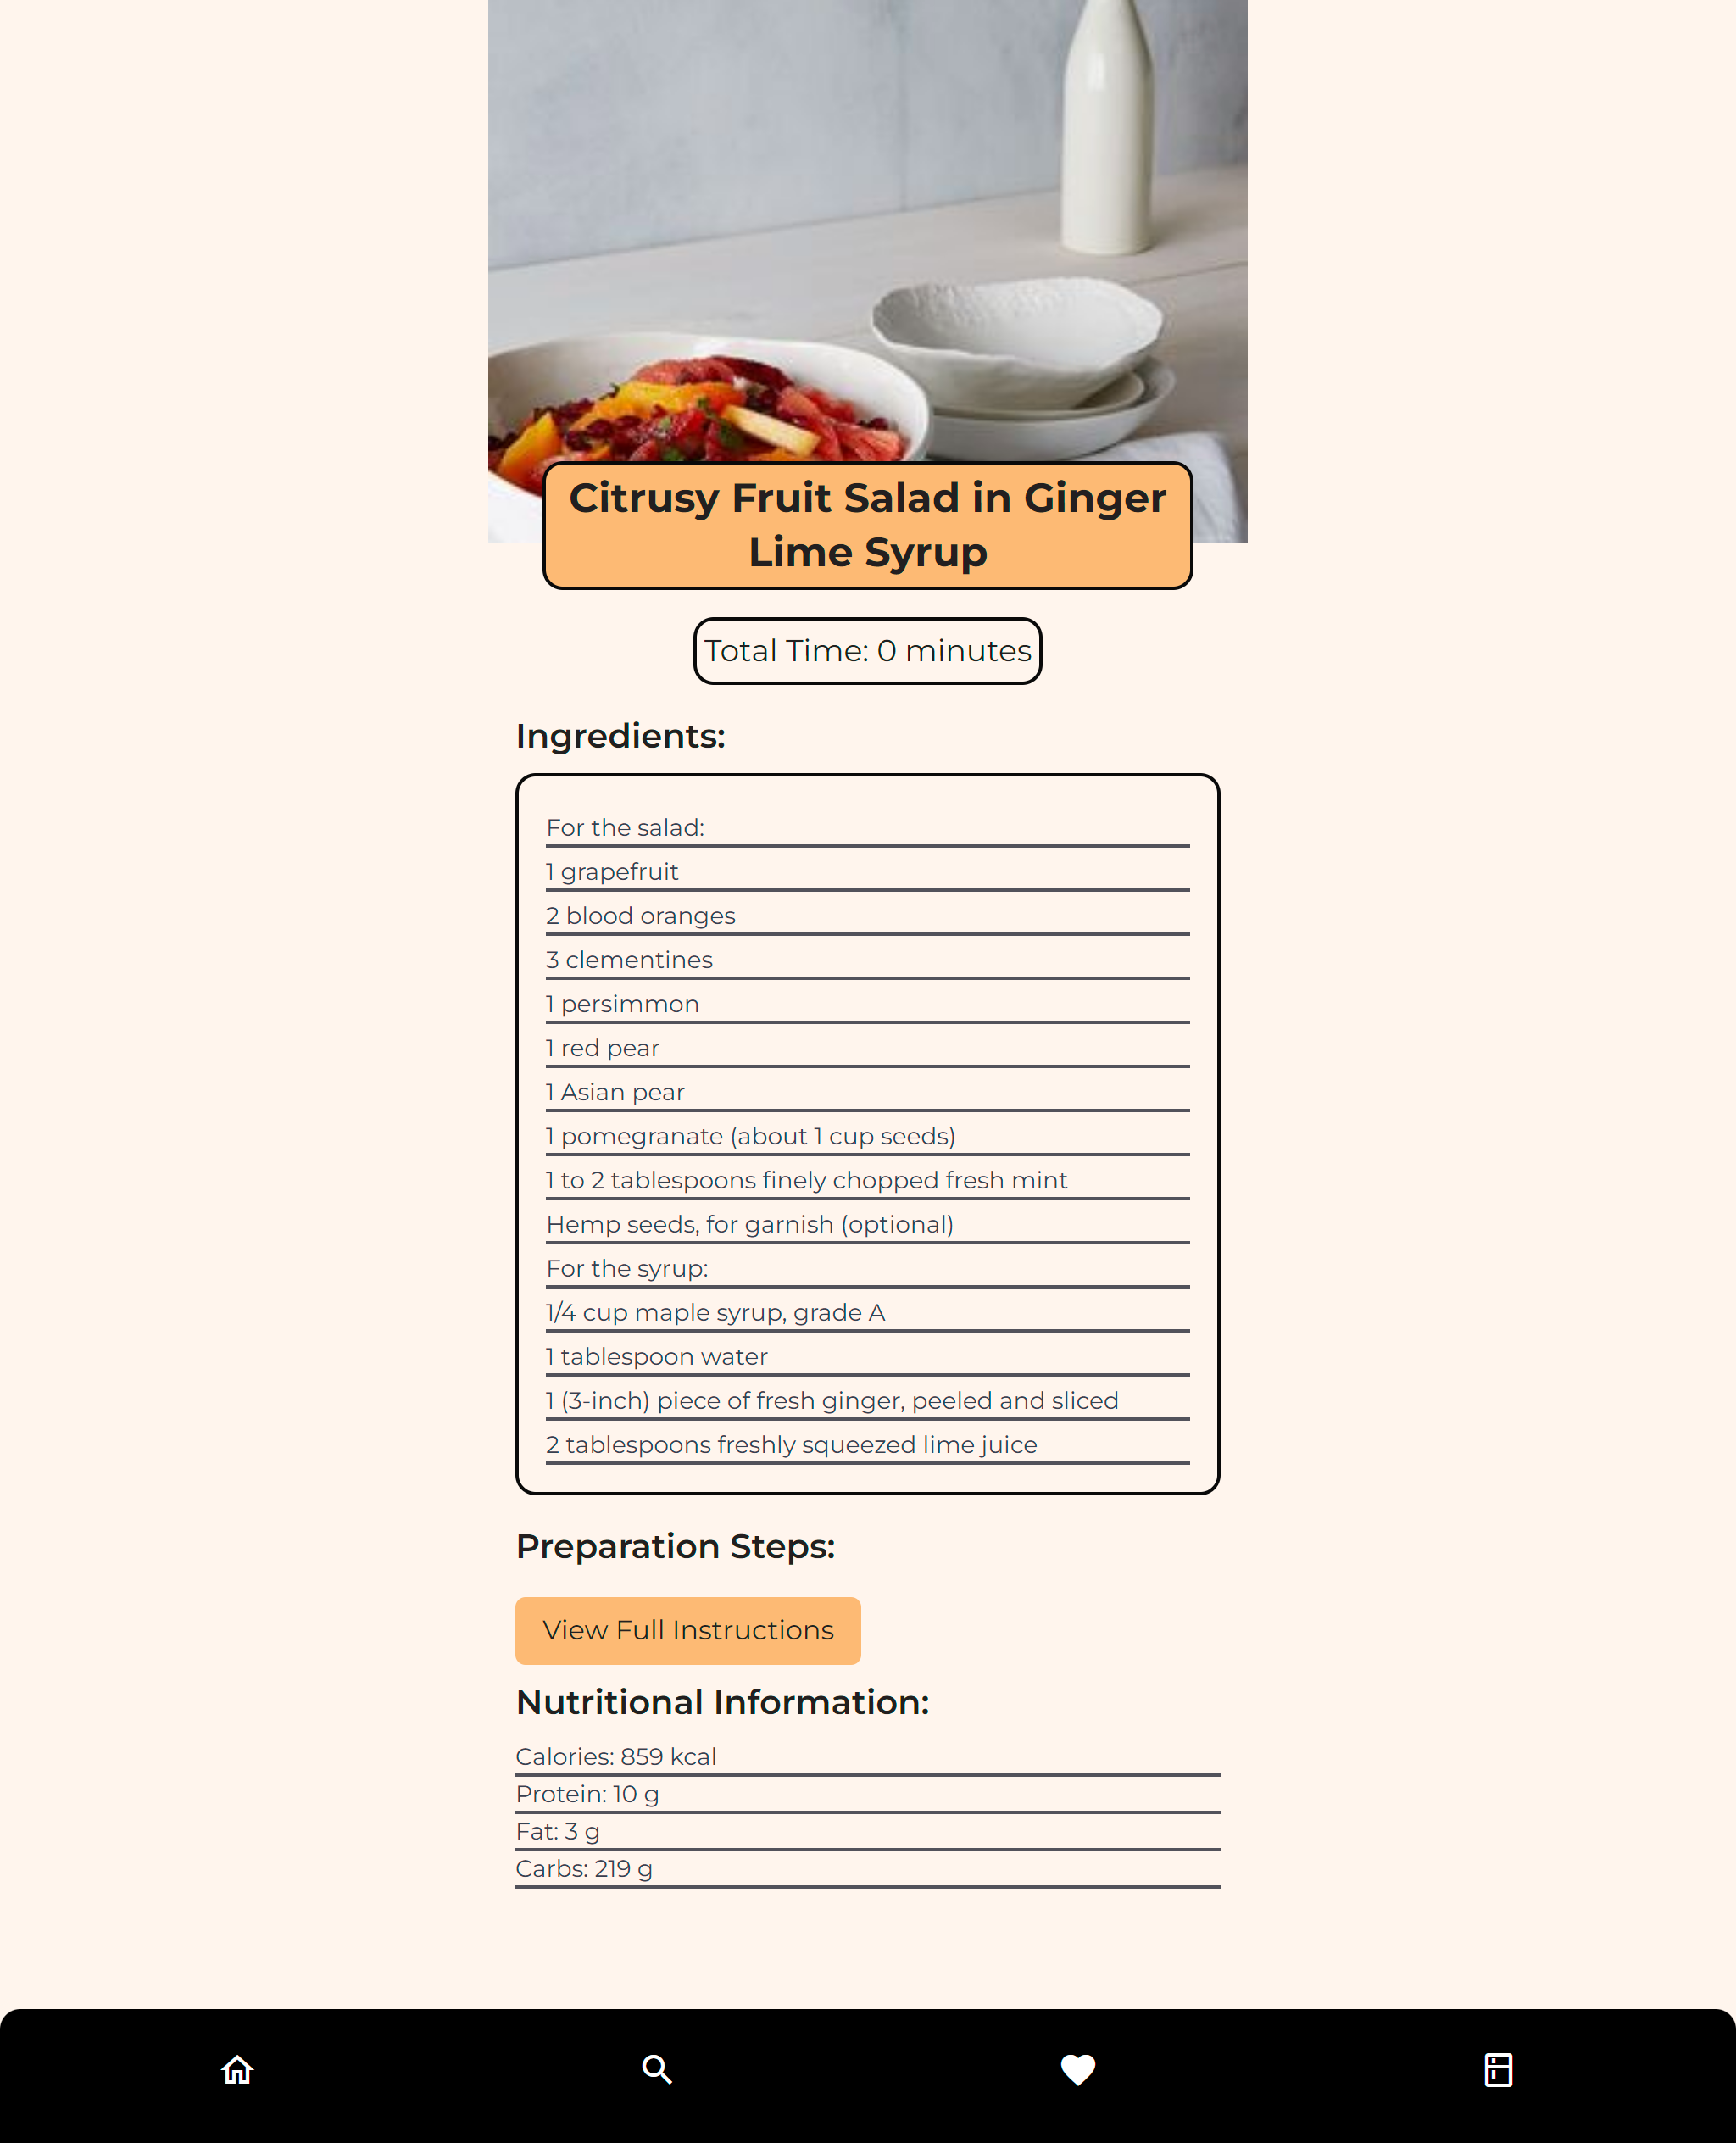 Citrusy Fruit Salad in Ginger
Lime Syrup
Total Time: 0 minutes
Ingredients:
For the salad:
1 grapefruit
2 blood oranges
3 clementines
1 persimmon
1 red pear
1 Asian pear
1 pomegranate (about 1 cup seeds)
1 to 2 tablespoons finely chopped fresh mint
Hemp seeds, for garnish (optional)
For the syrup:
1/4 cup maple syrup, grade A
1 tablespoon water
1 (3-inch) piece of fresh ginger, peeled and sliced
2 tablespoons freshly squeezed lime juice
Preparation Steps:
View Full Instructions
Nutritional Information:
Calories: 859 kcal
Protein: 10 g
Fat: 3 g
Carbs: 219 g